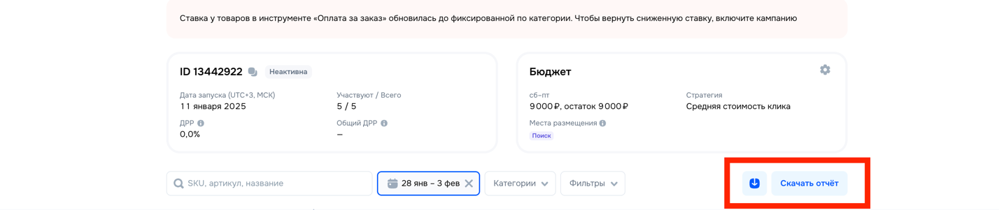 Ставка у товаров в инструменте «Оплата за заказ» обновилась до фиксированной по категории. Чтобы вернуть сниженную ставку, включите кампанию
ID 13442922 Неактивна
Дата запуска (UTC+3, МСК) Участвуют / Всего
11 января 2025 5 / 5
ДРР Общий ДРР
0,0% —
Бюджет
сб–пт Стратегия
9 000 ₽, остаток 9 000 ₽ Средняя стоимость клика
Места размещения
Поиск
SKU, артикул, название 28 янв – 3 фев Категории Фильтры Скачать отчёт